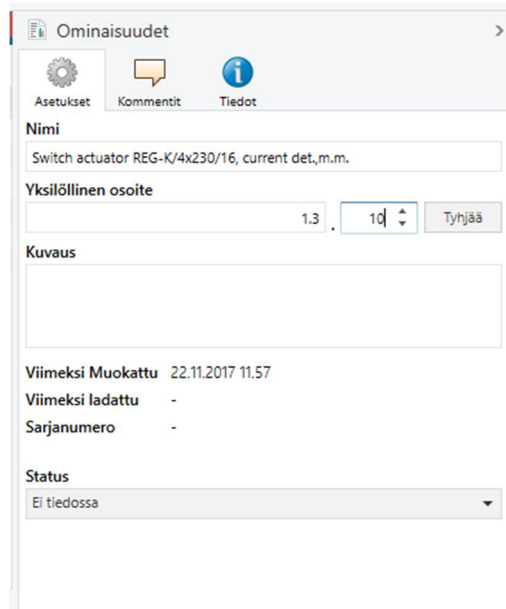 Ominaisuudet
Asetukset Kommentit Tiedot
Nimi
Switch actuator REG-K/4x230/16, current det.,m.m.
Yksilöllinen osoite
1.3 . 10 Tyhjää
Kuvaus
Viimeksi Muokattu 22.11.2017 11.57
Viimeksi ladattu -
Sarjanumero -
Status
Ei tiedossa